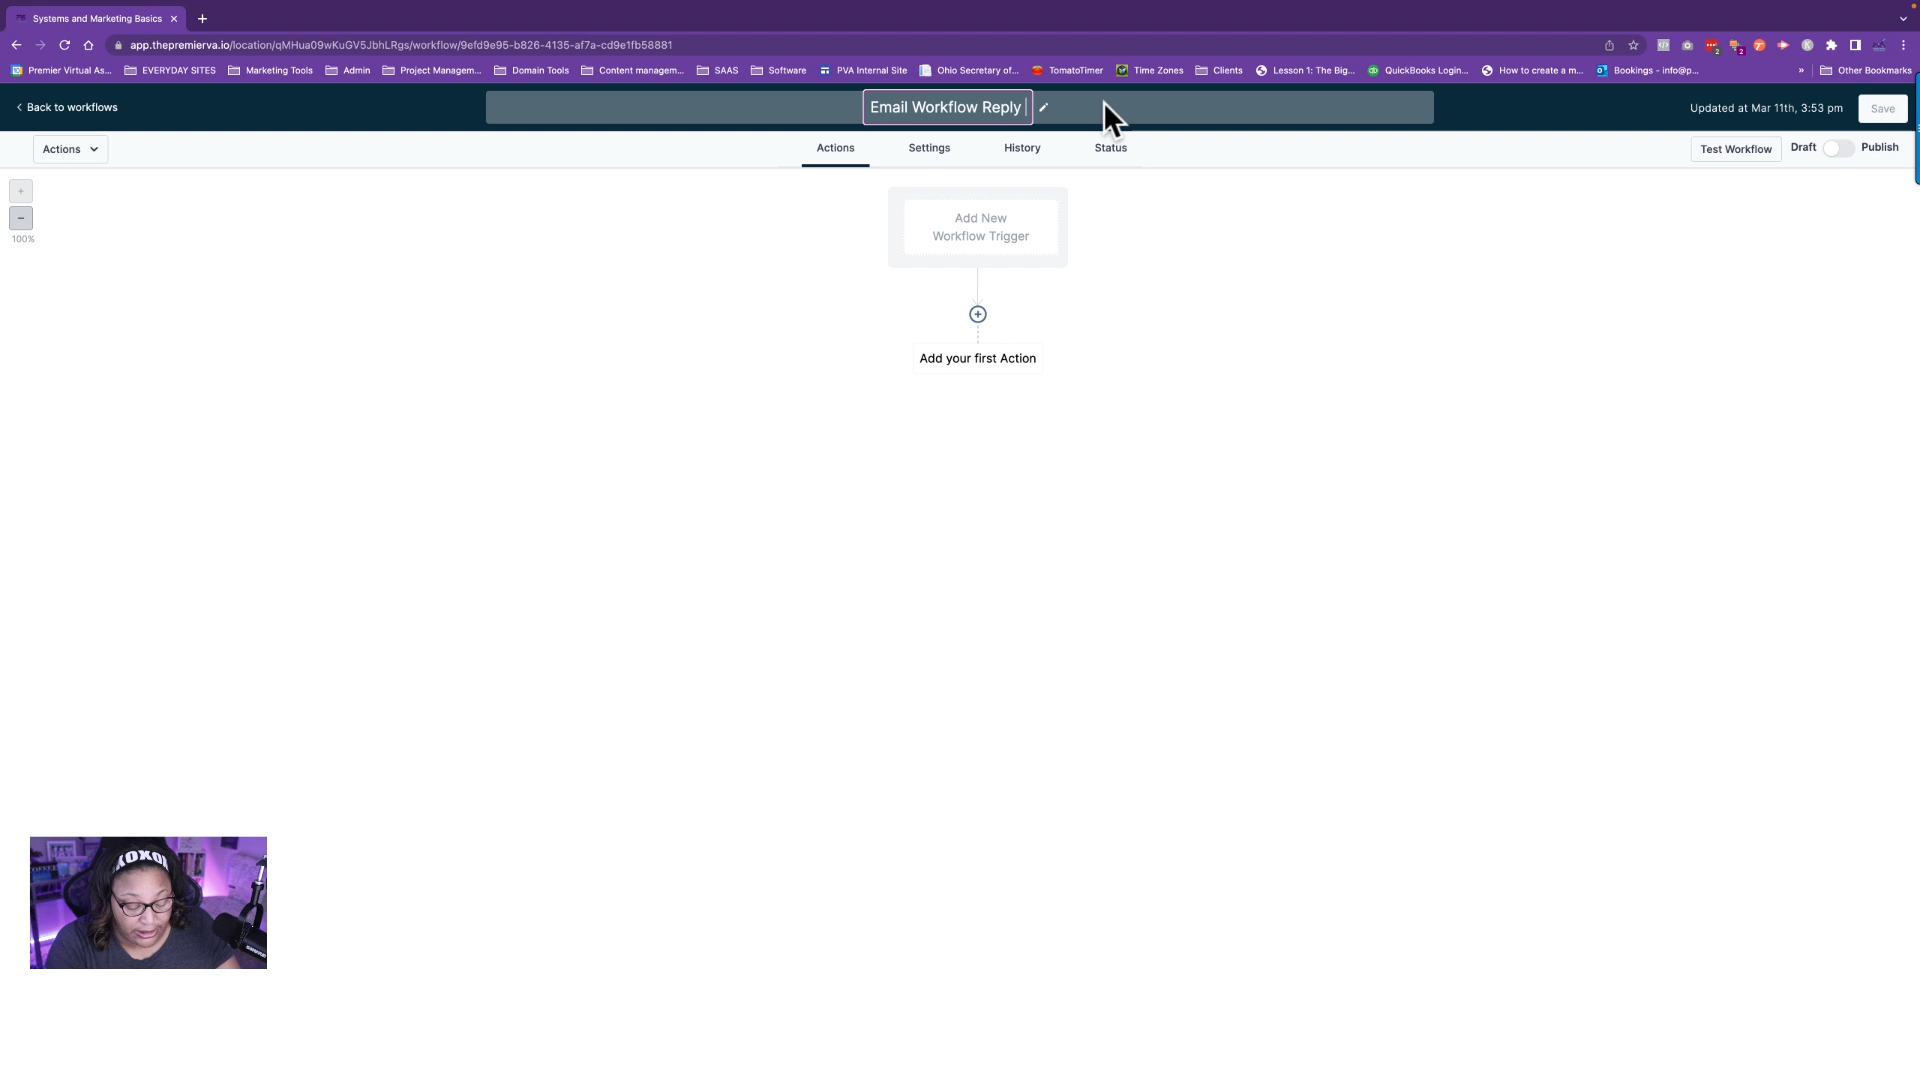 Systems and Marketing Basics
app.thepremierva.io/location/qMHua09wKuGV5JbhLRgs/workflow/9efd9e95-b826-4135-af7a-cd9e1fb58881
Premier Virtual As... EVERYDAY SITES Marketing Tools Admin Project Managem... Domain Tools Content managem... SAAS Software PVA Internal Site Ohio Secretary of... TomatoTimer Time Zones Clients Lesson 1: The Big... QuickBooks Login... How to create a m... Bookings - info@p... » Other Bookmarks
Back to workflows Email Workflow Reply Updated at Mar 11th, 3:53 pm Save
Actions Actions Settings History Status Test Workflow Draft Publish
Add New
Workflow Trigger
100%
Add your first Action
XOXO